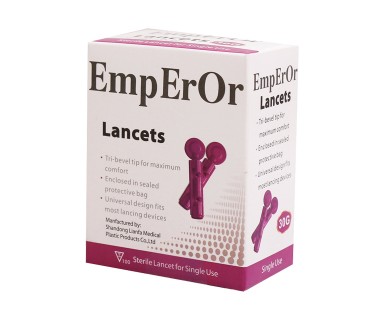 EmpErOr
Lancets
• Tri-bevel tip for maximum
comfort
• Enclosed in sealed
protective bag
• Universal design fits
most lancing devices
Manfactured by:
Shandong Lianfa Medical
Plastic Products Co.,Ltd
100
Sterile Lancet for Single Use
EmpErOr
Lancets
• Tri-bevel tip for
maximum comfort
• Enclosed in sealed
protective bag
• Universal design fits
most lancing devices
30G
Single Use